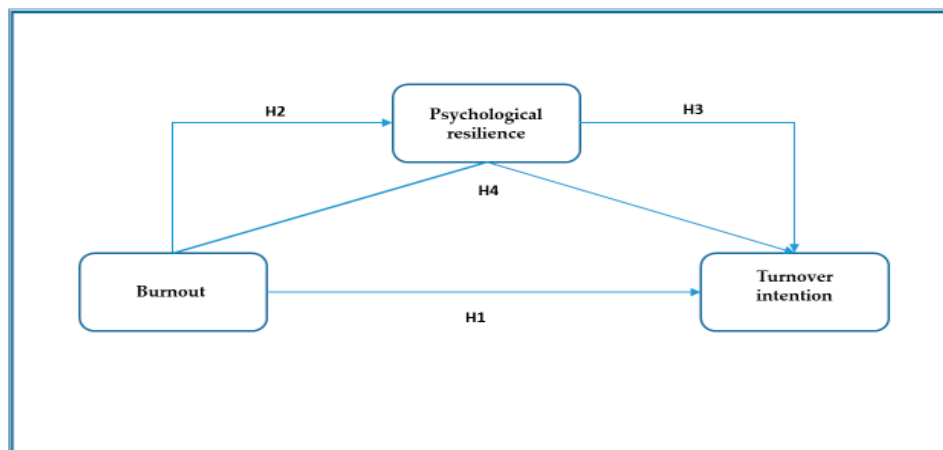 H2
Psychological
resilience
H3
H4
Burnout
Turnover
intention
H1